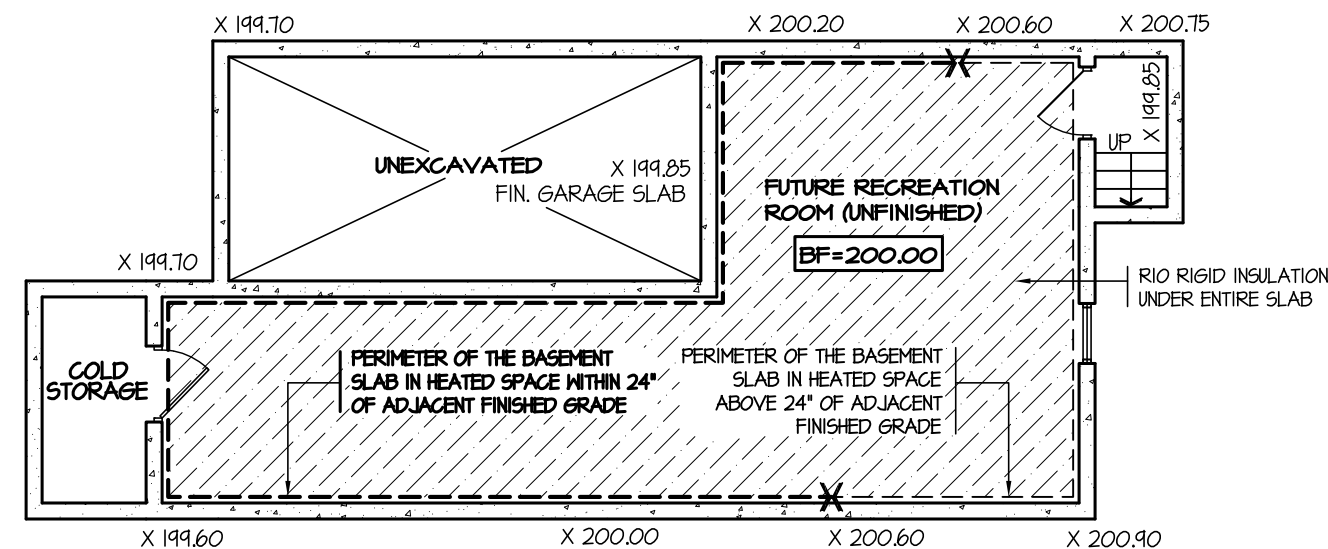 X 199.70
X 200.20
X 200.60
X 200.75
X 199.85
UP
UNEXCAVATED
X 199.85
FIN. GARAGE SLAB
FUTURE RECREATION
ROOM (UNFINISHED)
BF=200.00
X 199.70
R10 RIGID INSULATION
UNDER ENTIRE SLAB
COLD
STORAGE
PERIMETER OF THE BASEMENT
SLAB IN HEATED SPACE WITHIN 24"
OF ADJACENT FINISHED GRADE
PERIMETER OF THE BASEMENT
SLAB IN HEATED SPACE
ABOVE 24" OF ADJACENT
FINISHED GRADE
X 199.60
X 200.00
X 200.60
X 200.90